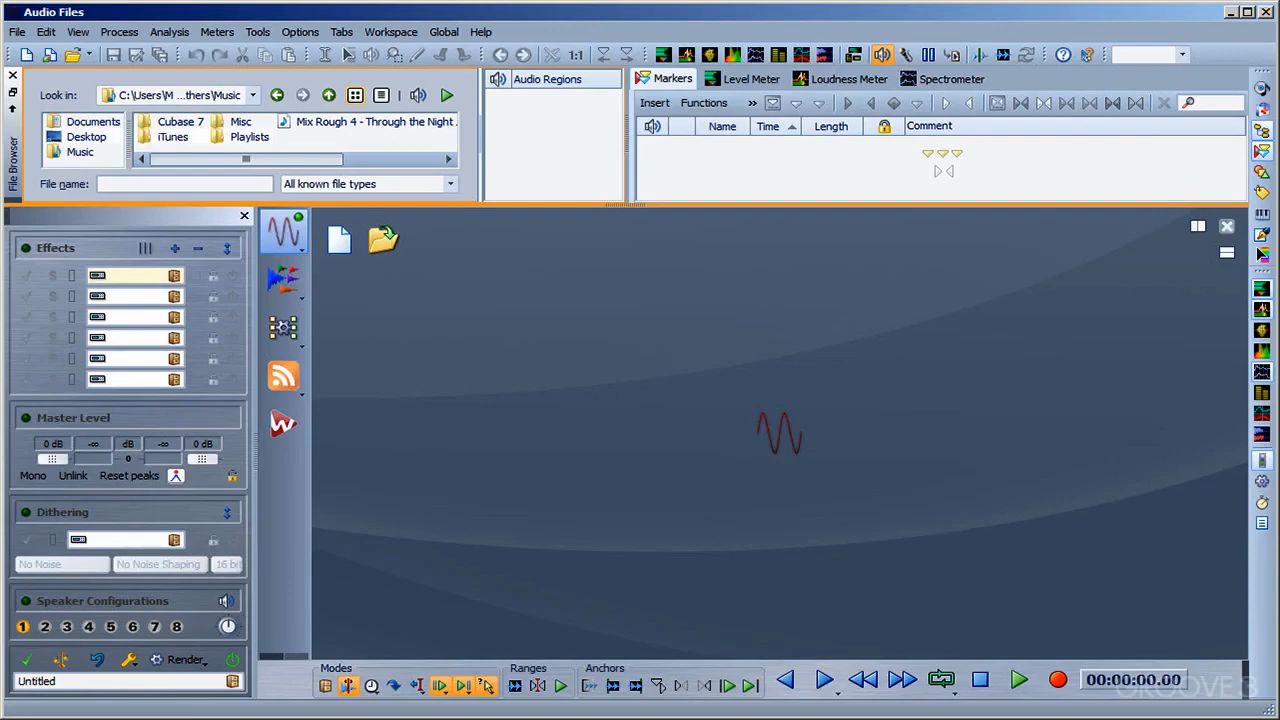 Audio Files
File Edit View Process Analysis Meters Tools Options Tabs Workspace Global Help
1:1
File Browser
Look in: C:\Users\M ...thers\Music
Documents
Desktop
Music
Cubase 7
iTunes
Misc
Playlists
Mix Rough 4 - Through the Night .
File name:
All known file types
Audio Regions
Markers Level Meter Loudness Meter Spectrometer
Insert Functions »
Name Time Length Comment
Effects
S
S
S
S
S
S
Master Level
0 dB -∞ dB -∞ 0 dB
0
Mono Unlink Reset peaks
Dithering
No Noise No Noise Shaping 16 bit
Speaker Configurations
1 2 3 4 5 6 7 8
Render
Untitled
Modes Ranges Anchors
00:00:00.00
GROOVE 3